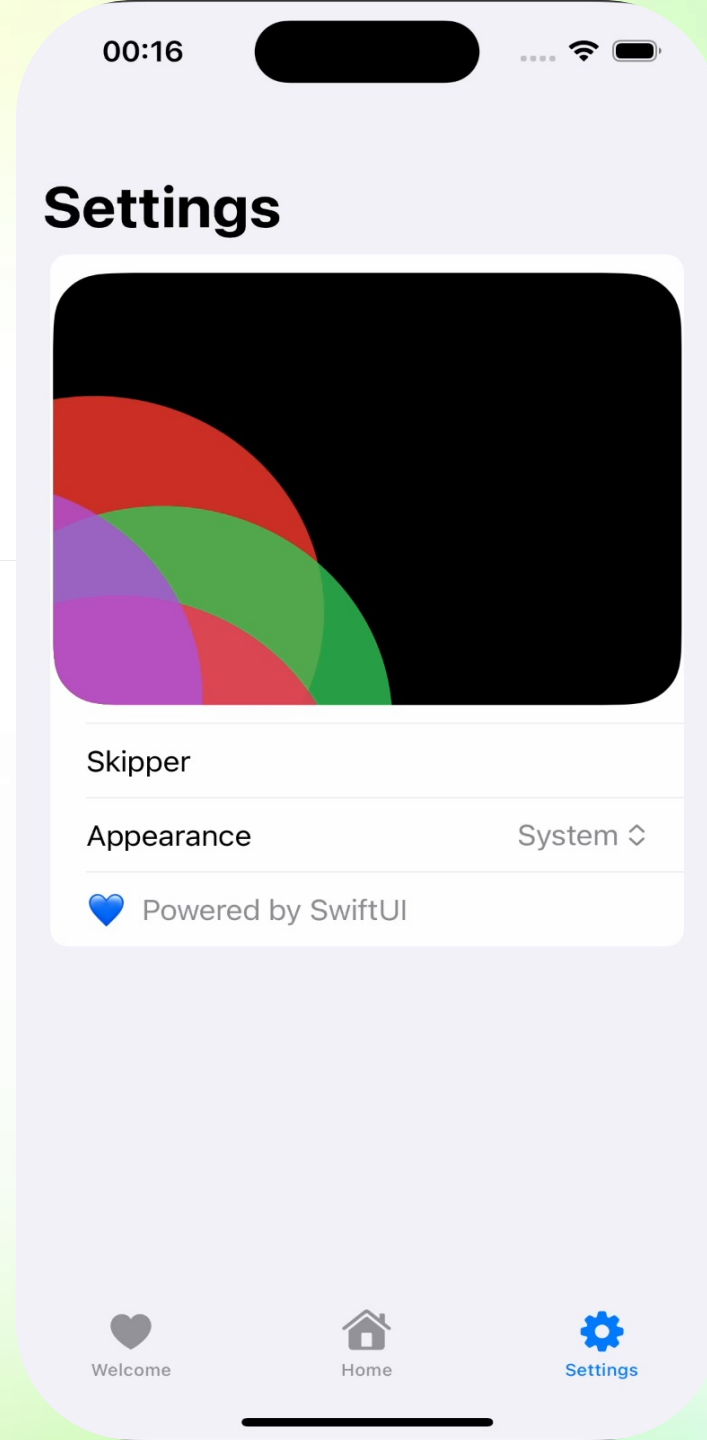 00:16
Settings
Skipper
Appearance
System
💙 Powered by SwiftUI
Welcome
Home
Settings